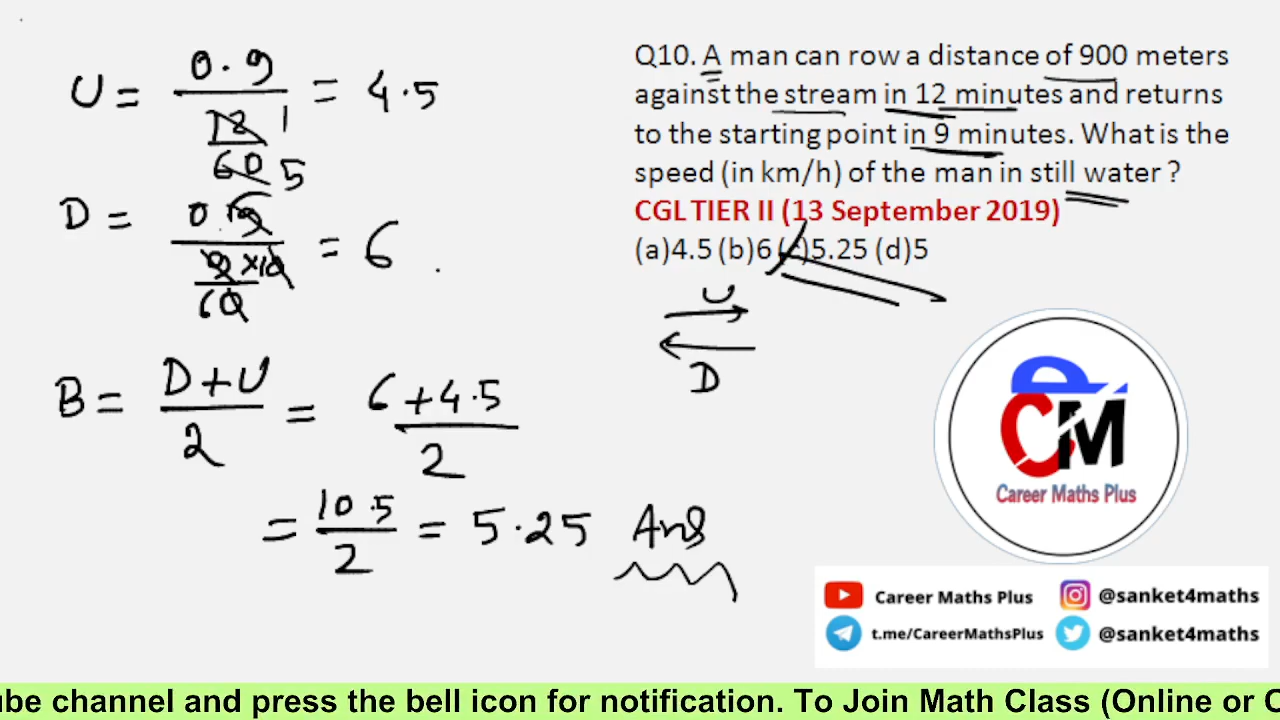 U = 0.9 / 12/60 = 4.5
1
5
D = 0.9 / 9×10/60 = 6
B = D+U / 2 = 6+4.5 / 2
= 10.5 / 2 = 5.25 Ans
Q10. A man can row a distance of 900 meters
against the stream in 12 minutes and returns
to the starting point in 9 minutes. What is the
speed (in km/h) of the man in still water ?
CGL TIER II (13 September 2019)
(a)4.5 (b)6 (c)5.25 (d)5
U
D
CM
Career Maths Plus
Career Maths Plus @sanket4maths
t.me/CareerMathsPlus @sanket4maths
ube channel and press the bell icon for notification. To Join Math Class (Online or